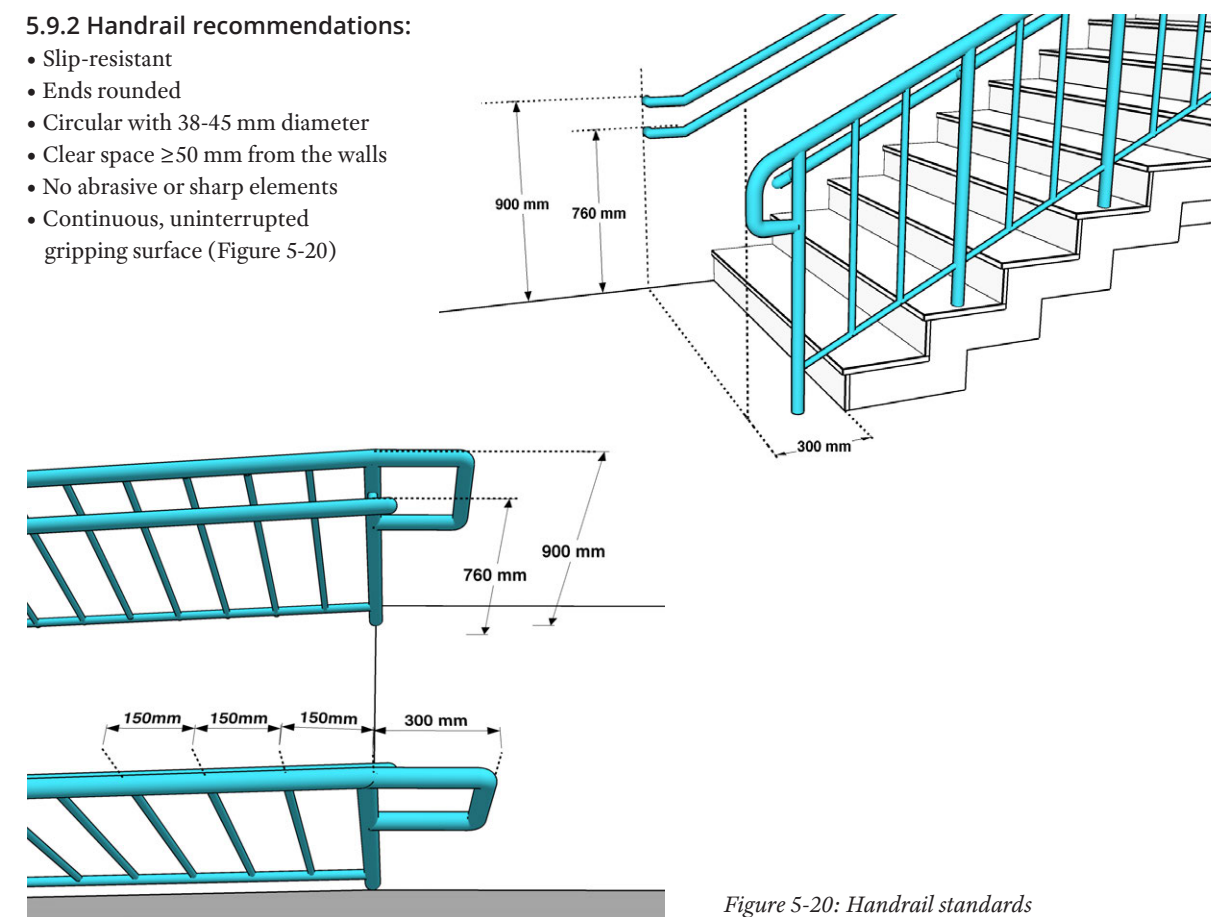 5.9.2 Handrail recommendations:
• Slip-resistant
• Ends rounded
• Circular with 38-45 mm diameter
• Clear space ≥50 mm from the walls
• No abrasive or sharp elements
• Continuous, uninterrupted
gripping surface (Figure 5-20)
900 mm
760 mm
300 mm
900 mm
760 mm
150mm
150mm
150mm
300 mm
Figure 5-20: Handrail standards